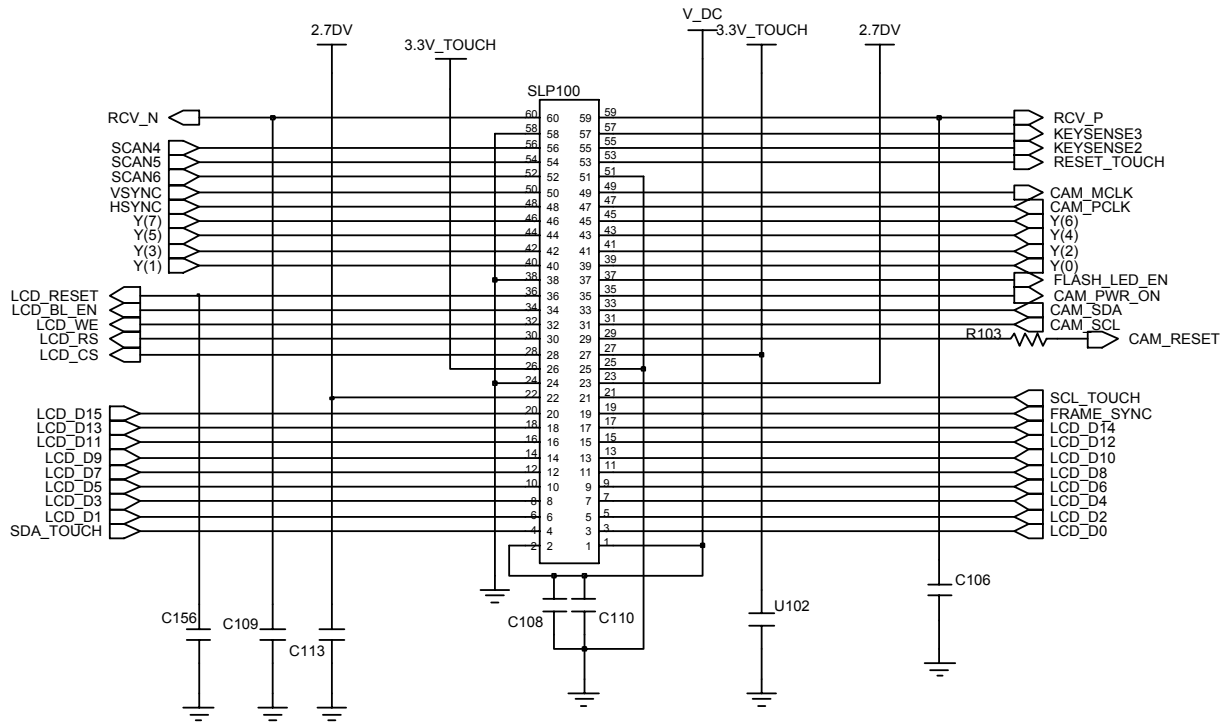 V_DC
2.7DV 3.3V_TOUCH 2.7DV
3.3V_TOUCH
SLP100
RCV_N 60 60 59 59 RCV_P
58 58 57 57 KEYSENSE3
SCAN4 56 56 55 55 KEYSENSE2
SCAN5 54 54 53 53 RESET_TOUCH
SCAN6 52 52 51 51
VSYNC 50 50 49 49 CAM_MCLK
HSYNC 48 48 47 47 CAM_PCLK
Y(7) 46 46 45 45 Y(6)
Y(5) 44 44 43 43 Y(4)
Y(3) 42 42 41 41 Y(2)
Y(1) 40 40 39 39 Y(0)
38 38 37 37 FLASH_LED_EN
LCD_RESET 36 36 35 35 CAM_PWR_ON
LCD_BL_EN 34 34 33 33 CAM_SDA
LCD_WE 32 32 31 31 CAM_SCL
LCD_RS 30 30 29 29 R103 CAM_RESET
LCD_CS 28 28 27 27
26 26 25 25
24 24 23 23
22 22 21 21 SCL_TOUCH
LCD_D15 20 20 19 19 FRAME_SYNC
LCD_D13 18 18 17 17 LCD_D14
LCD_D11 16 16 15 15 LCD_D12
LCD_D9 14 14 13 13 LCD_D10
LCD_D7 12 12 11 11 LCD_D8
LCD_D5 10 10 9 9 LCD_D6
LCD_D3 8 8 7 7 LCD_D4
LCD_D1 6 6 5 5 LCD_D2
SDA_TOUCH 4 4 3 3 LCD_D0
2 2 1 1
C106
U102
C156 C109 C108 C110
C113